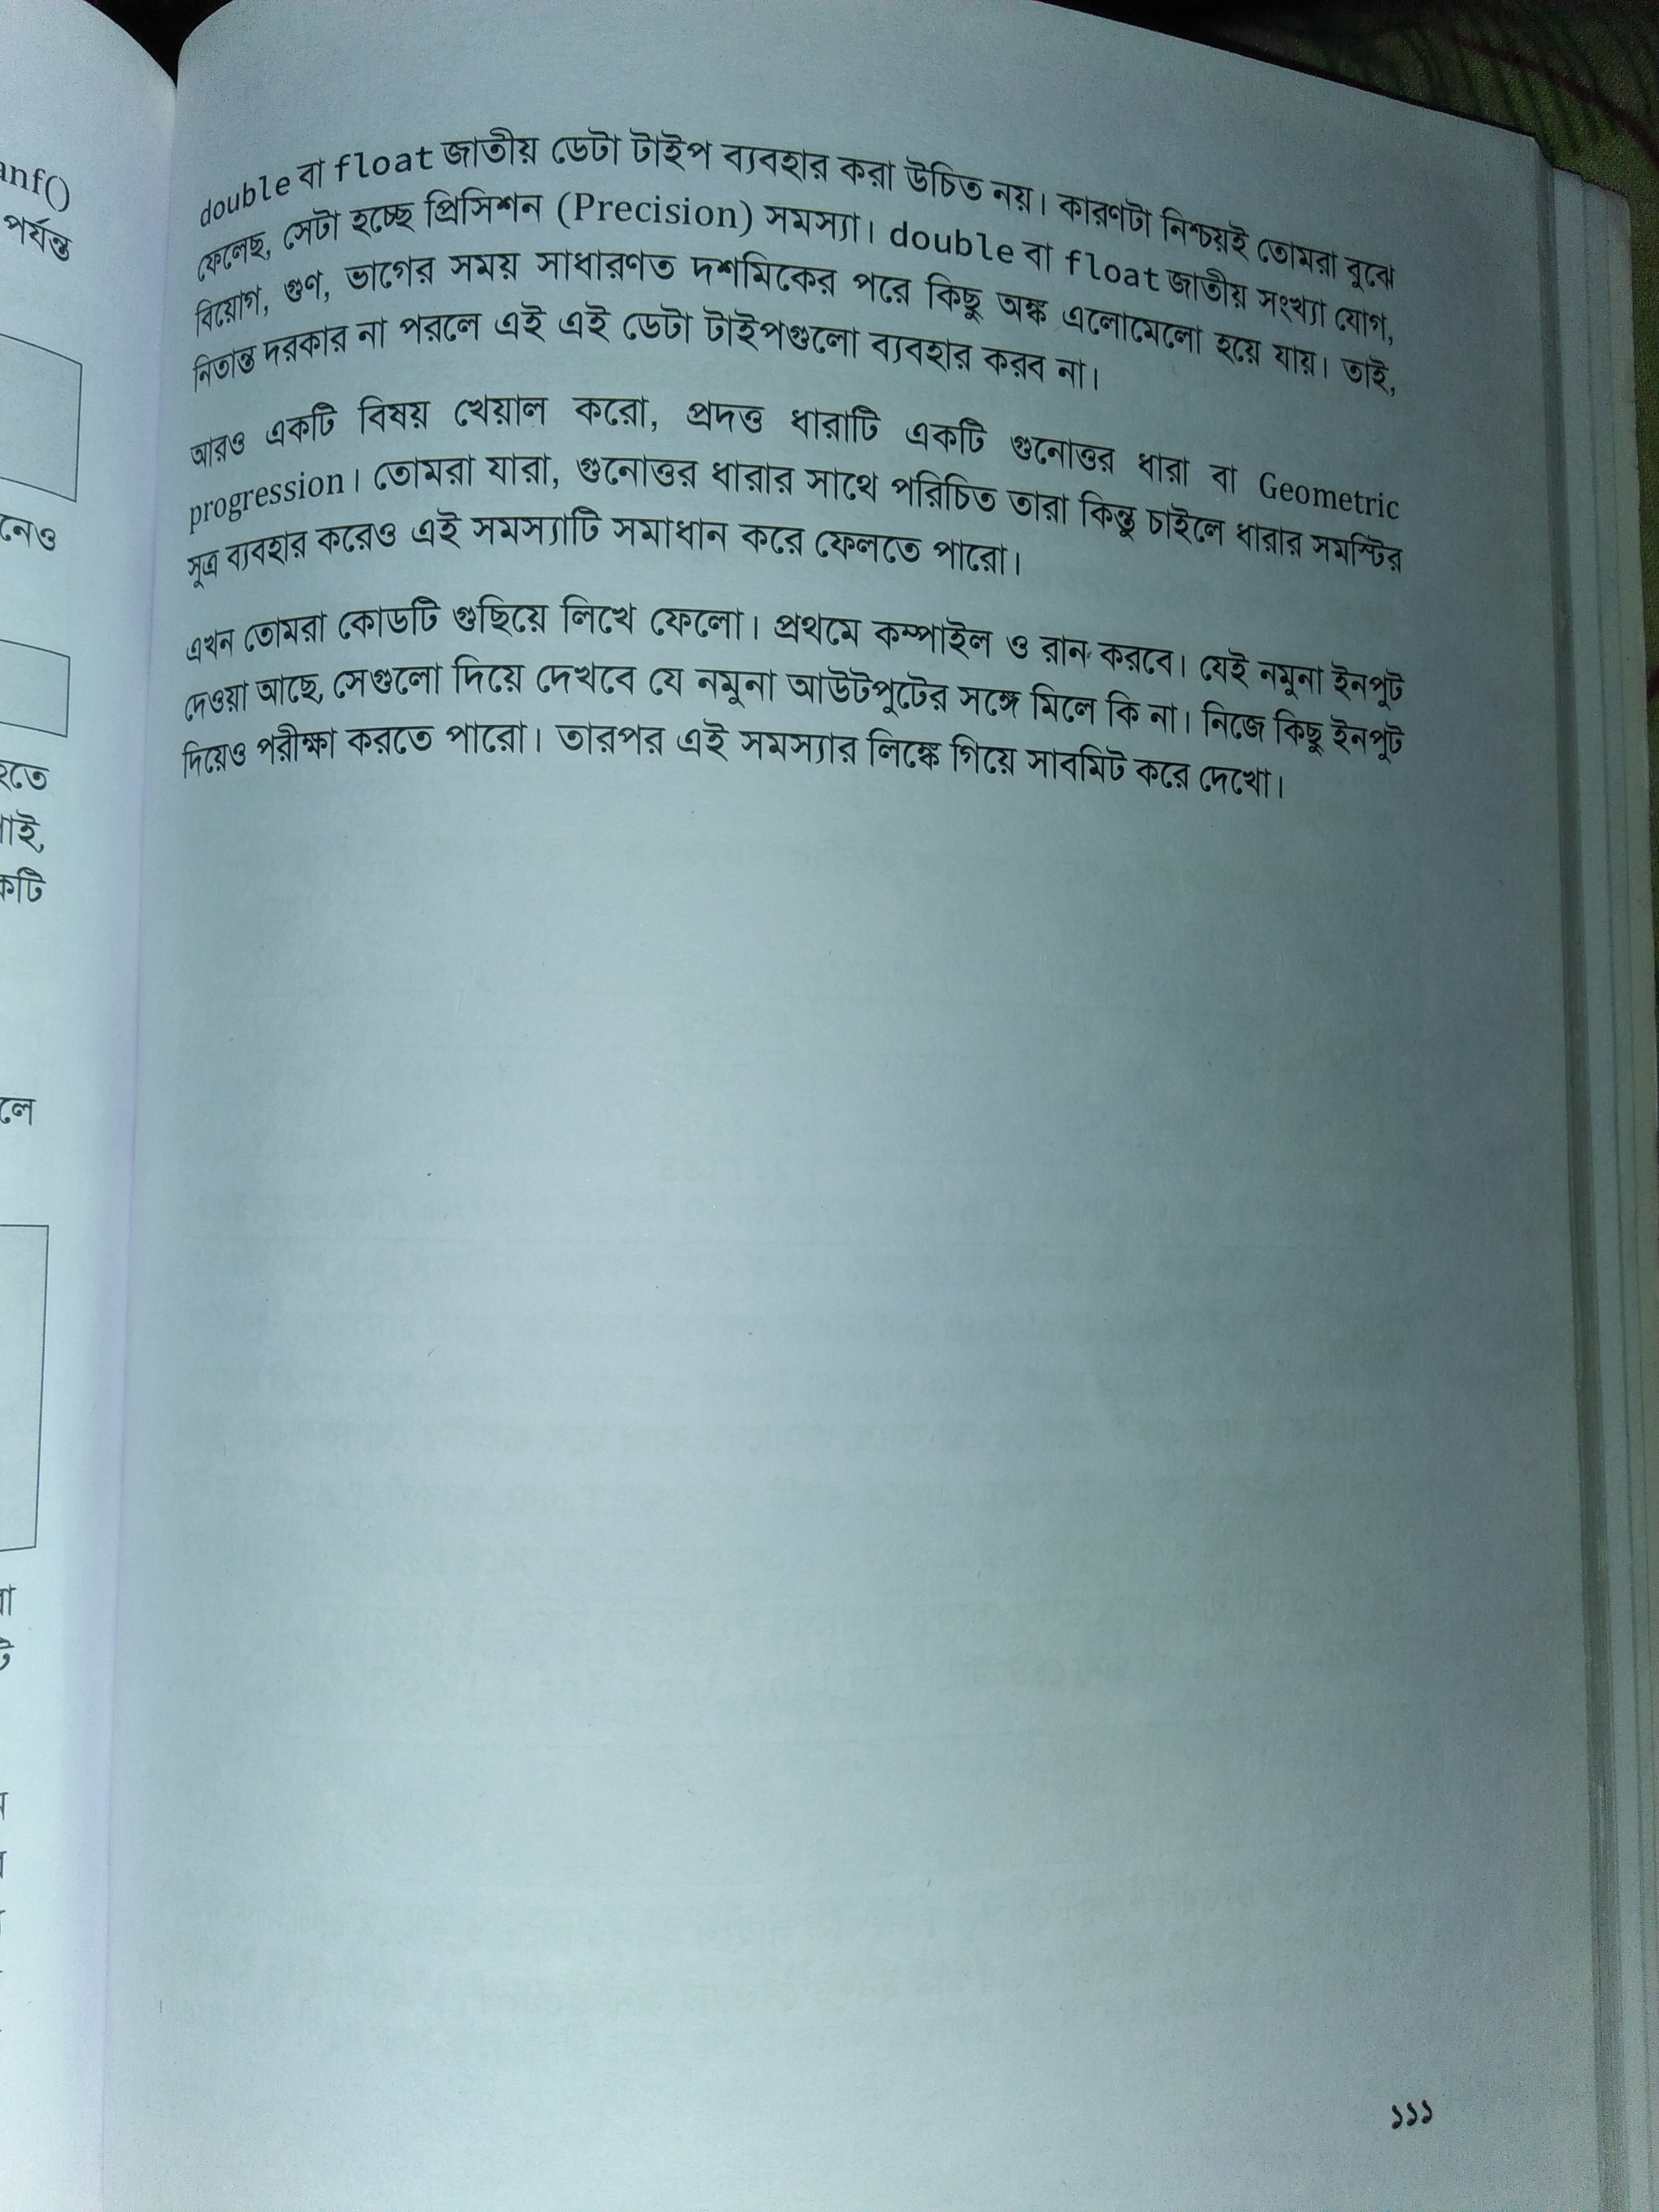 anf()
পর্যন্ত
নেও
হতে
াই,
কটি
লে
double বা float জাতীয় ডেটা টাইপ ব্যবহার করা উচিত নয়। কারণটা নিশ্চয়ই তোমরা বুঝে
ফেলেছ, সেটা হচ্ছে প্রিসিশন (Precision) সমস্যা। double বা float জাতীয় সংখ্যা যোগ,
বিয়োগ, গুণ, ভাগের সময় সাধারণত দশমিকের পরে কিছু অঙ্ক এলোমেলো হয়ে যায়। তাই,
নিতান্ত দরকার না পরলে এই এই ডেটা টাইপগুলো ব্যবহার করব না।
আরও একটি বিষয় খেয়াল করো, প্রদত্ত ধারাটি একটি গুনোত্তর ধারা বা Geometric
progression। তোমরা যারা, গুনোত্তর ধারার সাথে পরিচিত তারা কিন্তু চাইলে ধারার সমস্টির
সুত্র ব্যবহার করেও এই সমস্যাটি সমাধান করে ফেলতে পারো।
এখন তোমরা কোডটি গুছিয়ে লিখে ফেলো। প্রথমে কম্পাইল ও রান করবে। যেই নমুনা ইনপুট
দেওয়া আছে, সেগুলো দিয়ে দেখবে যে নমুনা আউটপুটের সঙ্গে মিলে কি না। নিজে কিছু ইনপুট
দিয়েও পরীক্ষা করতে পারো। তারপর এই সমস্যার লিঙ্কে গিয়ে সাবমিট করে দেখো।
১১১